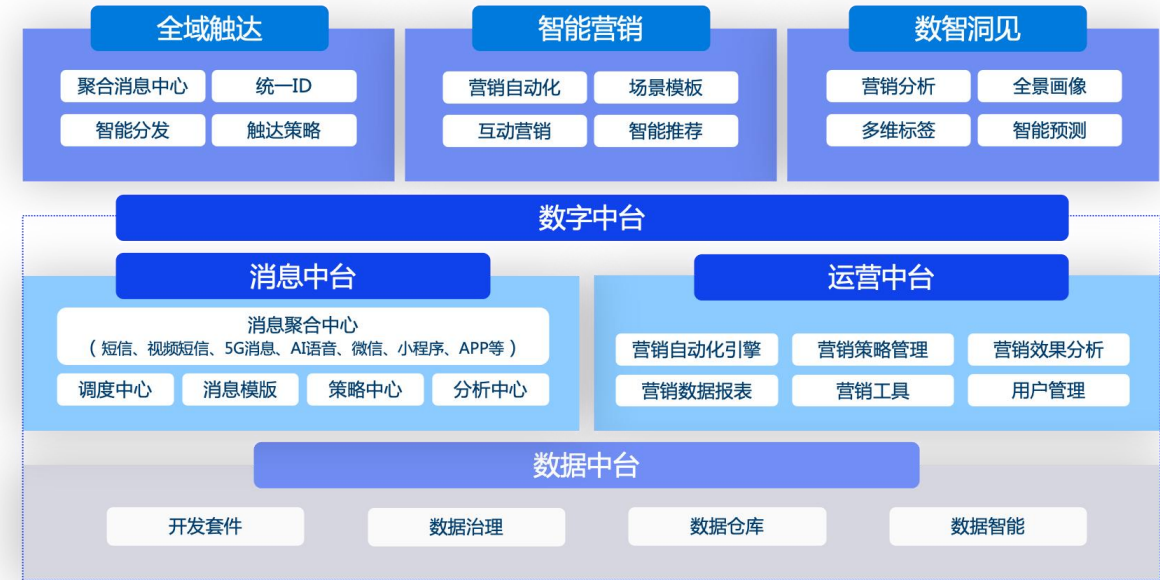 全域触达
智能营销
数智洞见
聚合消息中心
统一ID
营销自动化
场景模板
营销分析
全景画像
智能分发
触达策略
互动营销
智能推荐
多维标签
智能预测
数字中台
消息中台
运营中台
消息聚合中心
(短信、视频短信、5G消息、AI语音、微信、小程序、APP等)
营销自动化引擎
营销策略管理
营销效果分析
调度中心
消息模版
策略中心
分析中心
营销数据报表
营销工具
用户管理
数据中台
开发套件
数据治理
数据仓库
数据智能